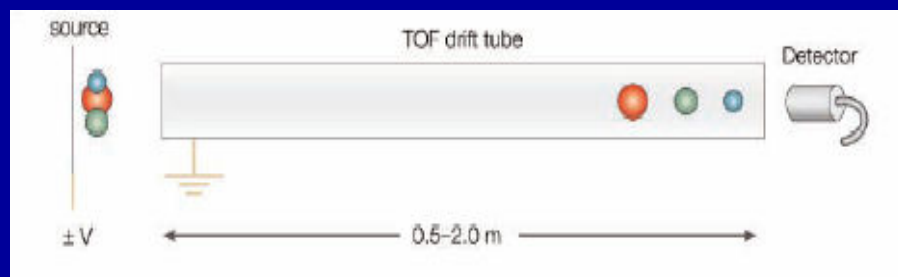 source
TOF drift tube
Detector
± V
0.5–2.0 m